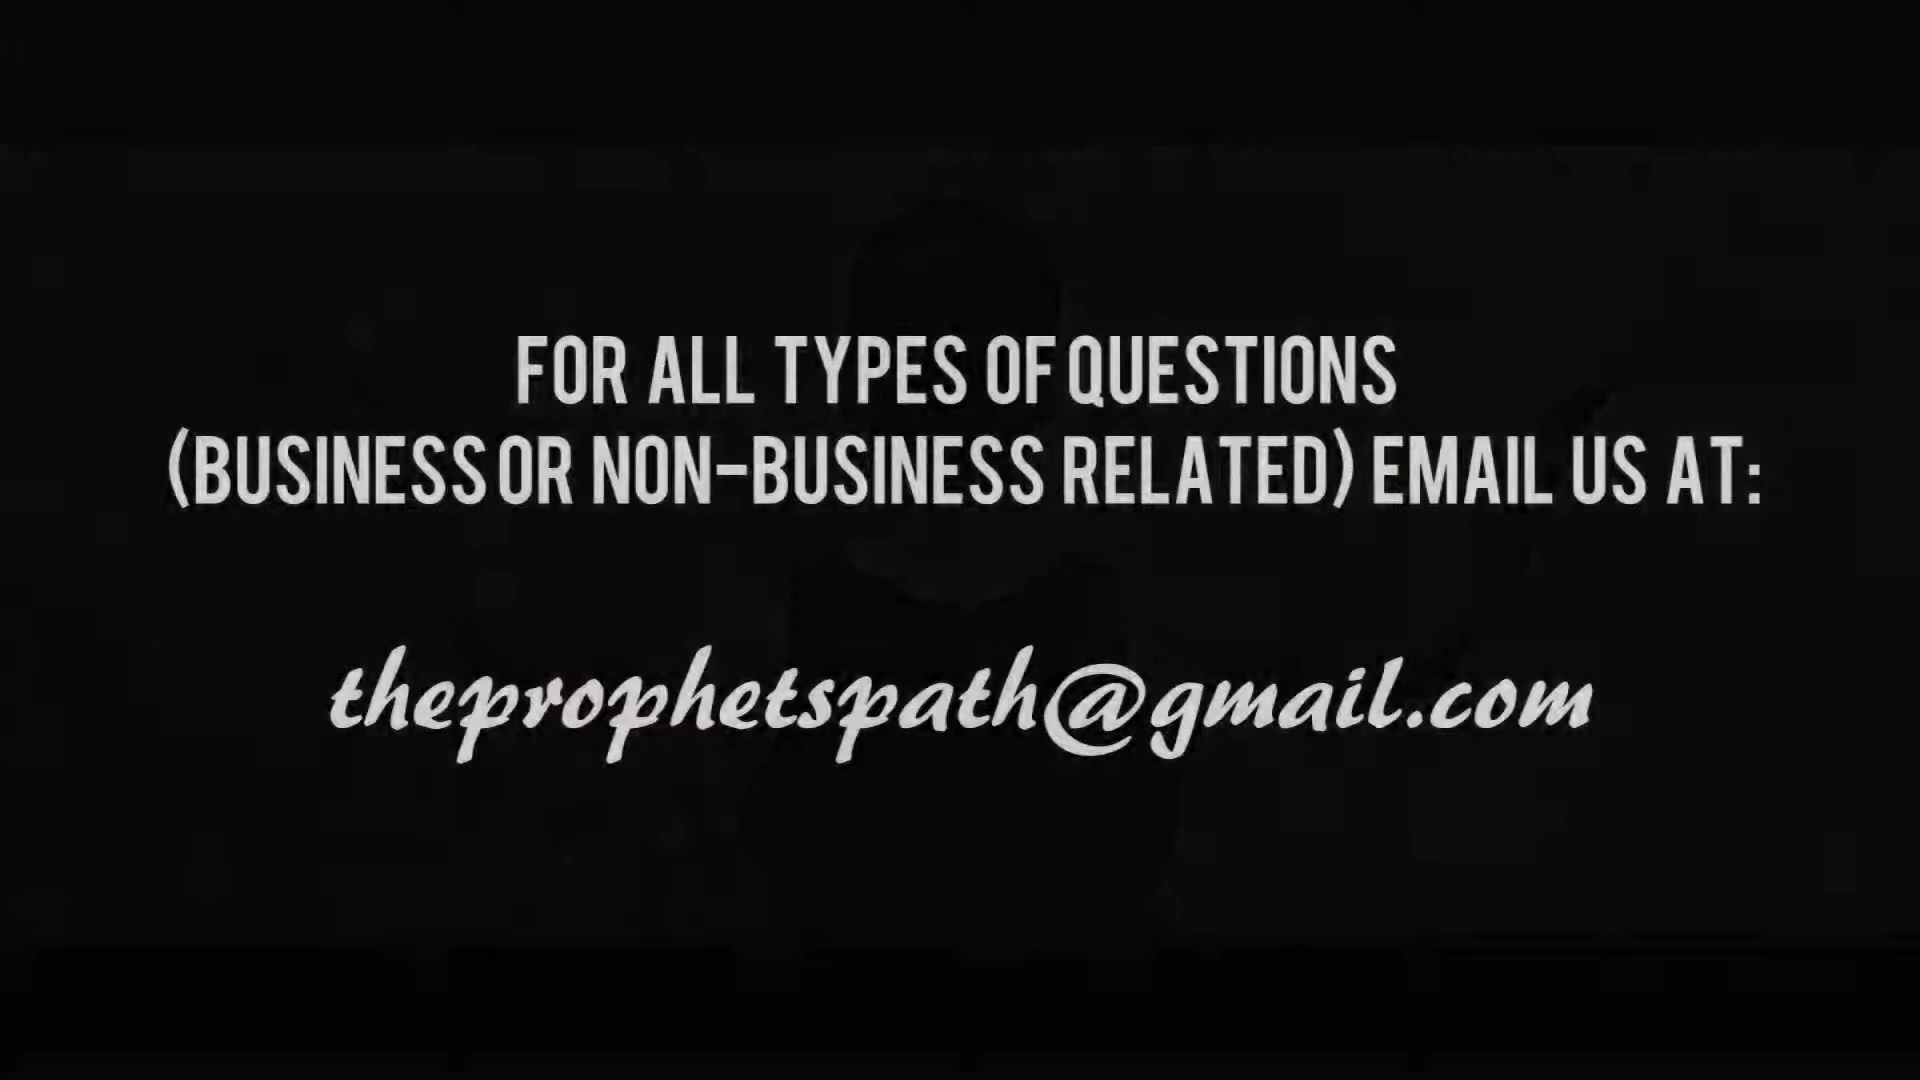 FOR ALL TYPES OF QUESTIONS
(BUSINESS OR NON-BUSINESS RELATED) EMAIL US AT:
theprophetspath@gmail.com